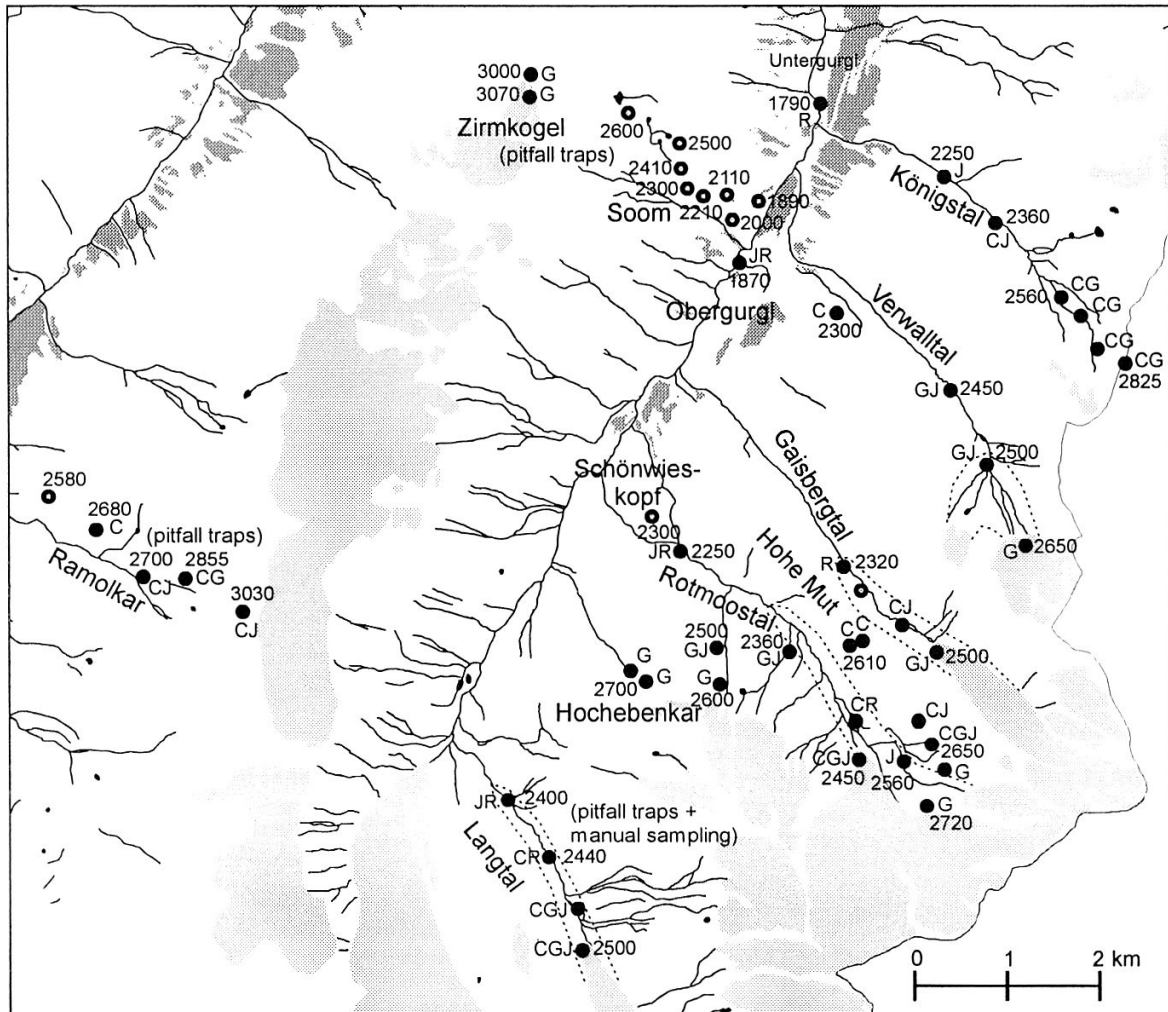 Untergurgl
3000 G
3070 G
1790
R
Zirmkogel
(pitfall traps)
2600
2500
2410
2300
2110
2210
1890
2000
Soom
2250
J
Königstal
2360
CJ
JR
1870
Obergurgl
C
2300
Verwalltal
2560
CG
CG
CG
CG
2825
GJ 2450
GJ 2500
G 2650
Gaisbergtal
Schönwies-
kopf
2300
JR 2250
2580
2680
C
(pitfall traps)
2700
CJ
2855
CG
Ramolkar
3030
CJ
Rotmoostal
Hohe Mut
R 2320
CJ
C C
2610
GJ 2500
2500
GJ
2360
GJ
G
2700 G
G
2600
Hochebenkar
CR
CJ
CGJ
2650
CGJ
2450
J
2560
G
G
2720
JR 2400
(pitfall traps +
manual sampling)
CR 2440
Langtal
CGJ
CGJ 2500
0 1 2 km